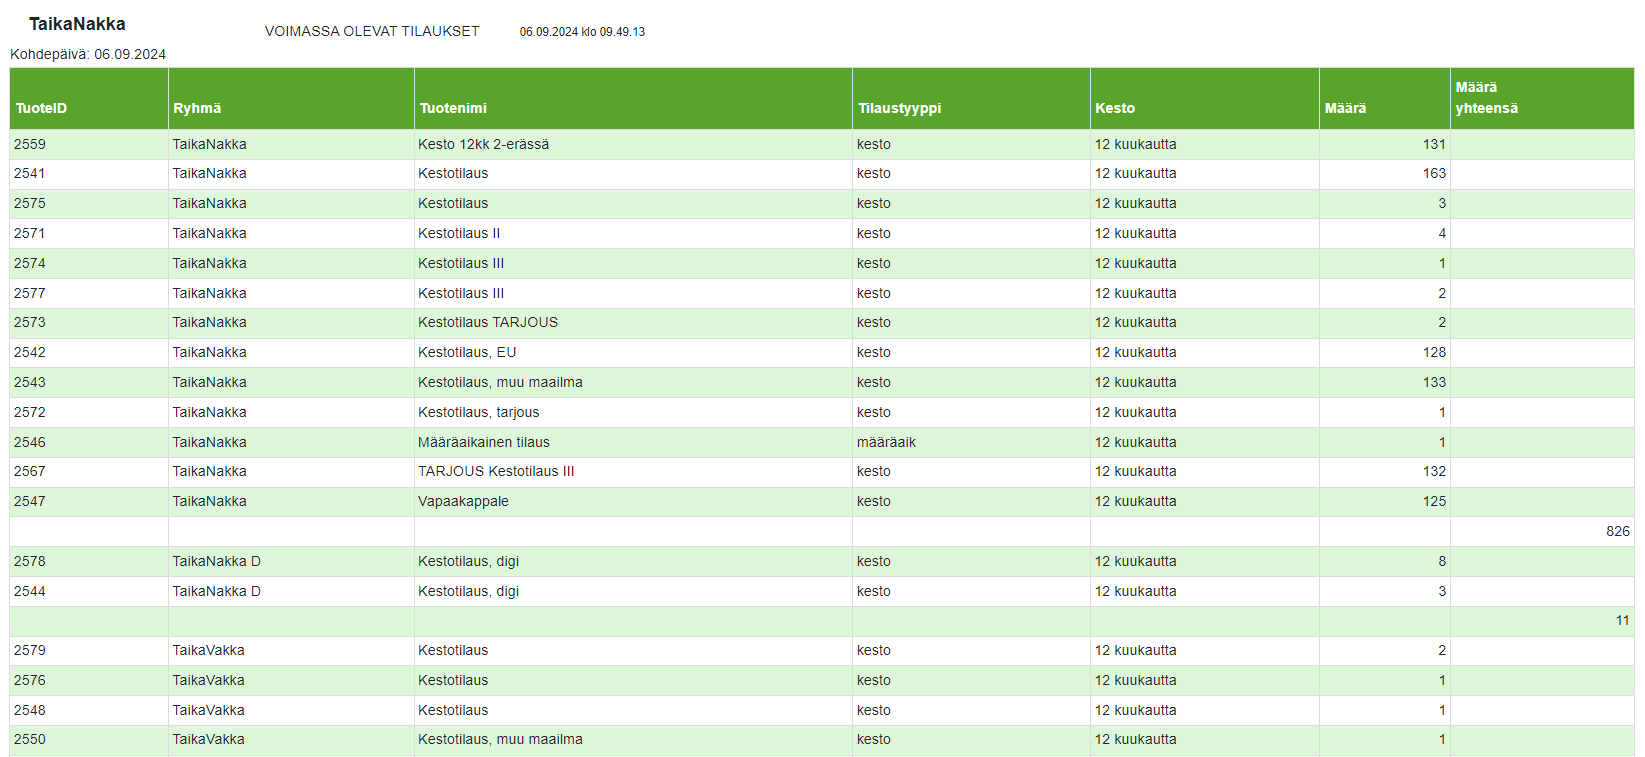 TaikaNakka VOIMASSA OLEVAT TILAUKSET 06.09.2024 klo 09.49.13
Kohdepäivä: 06.09.2024
TuoteID Ryhmä Tuotenimi Tilaustyyppi Kesto Määrä Määrä yhteensä
2559 TaikaNakka Kesto 12kk 2-erässä kesto 12 kuukautta 131
2541 TaikaNakka Kestotilaus kesto 12 kuukautta 163
2575 TaikaNakka Kestotilaus kesto 12 kuukautta 3
2571 TaikaNakka Kestotilaus II kesto 12 kuukautta 4
2574 TaikaNakka Kestotilaus III kesto 12 kuukautta 1
2577 TaikaNakka Kestotilaus III kesto 12 kuukautta 2
2573 TaikaNakka Kestotilaus TARJOUS kesto 12 kuukautta 2
2542 TaikaNakka Kestotilaus, EU kesto 12 kuukautta 128
2543 TaikaNakka Kestotilaus, muu maailma kesto 12 kuukautta 133
2572 TaikaNakka Kestotilaus, tarjous kesto 12 kuukautta 1
2546 TaikaNakka Määräaikainen tilaus määräaik 12 kuukautta 1
2567 TaikaNakka TARJOUS Kestotilaus III kesto 12 kuukautta 132
2547 TaikaNakka Vapaakappale kesto 12 kuukautta 125
826
2578 TaikaNakka D Kestotilaus, digi kesto 12 kuukautta 8
2544 TaikaNakka D Kestotilaus, digi kesto 12 kuukautta 3
11
2579 TaikaVakka Kestotilaus kesto 12 kuukautta 2
2576 TaikaVakka Kestotilaus kesto 12 kuukautta 1
2548 TaikaVakka Kestotilaus kesto 12 kuukautta 1
2550 TaikaVakka Kestotilaus, muu maailma kesto 12 kuukautta 1